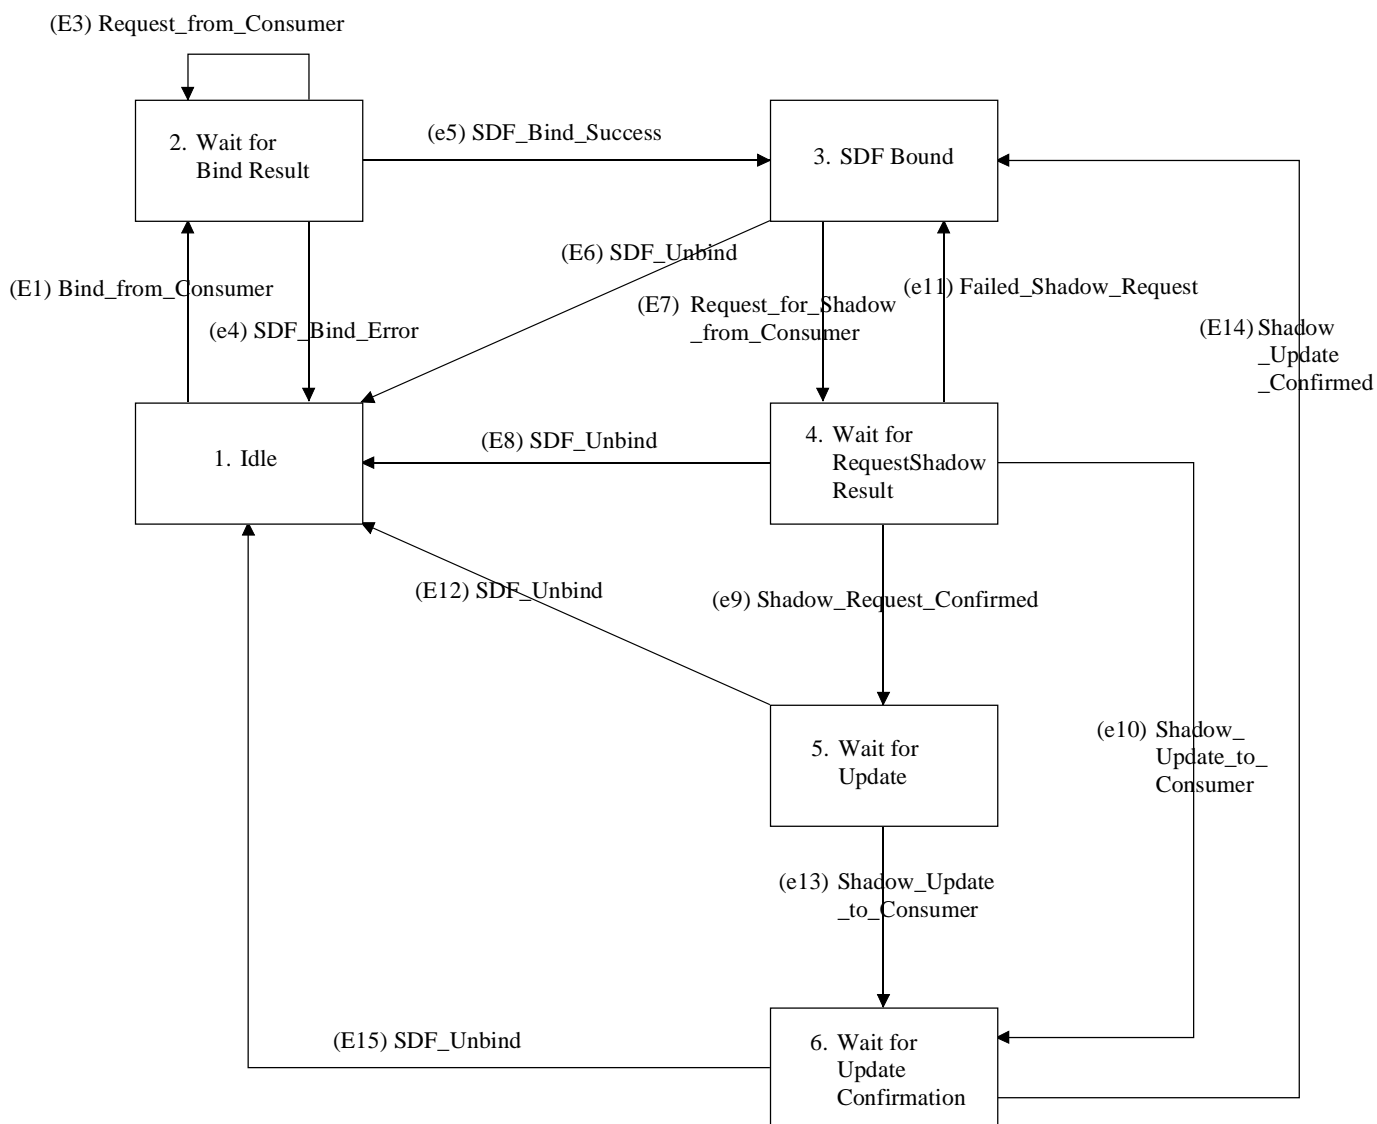 (E3) Request_from_Consumer
2. Wait for
Bind Result
(e5) SDF_Bind_Success
3. SDF Bound
(E6) SDF_Unbind
(E1) Bind_from_Consumer
(e11) Failed_Shadow_Request
(E7) Request_for_Shadow
_from_Consumer
(e4) SDF_Bind_Error
(E14) Shadow
_Update
_Confirmed
1. Idle
(E8) SDF_Unbind
4. Wait for
RequestShadow
Result
(E12) SDF_Unbind
(e9) Shadow_Request_Confirmed
(e10) Shadow_
Update_to_
Consumer
5. Wait for
Update
(e13) Shadow_Update
_to_Consumer
(E15) SDF_Unbind
6. Wait for
Update
Confirmation